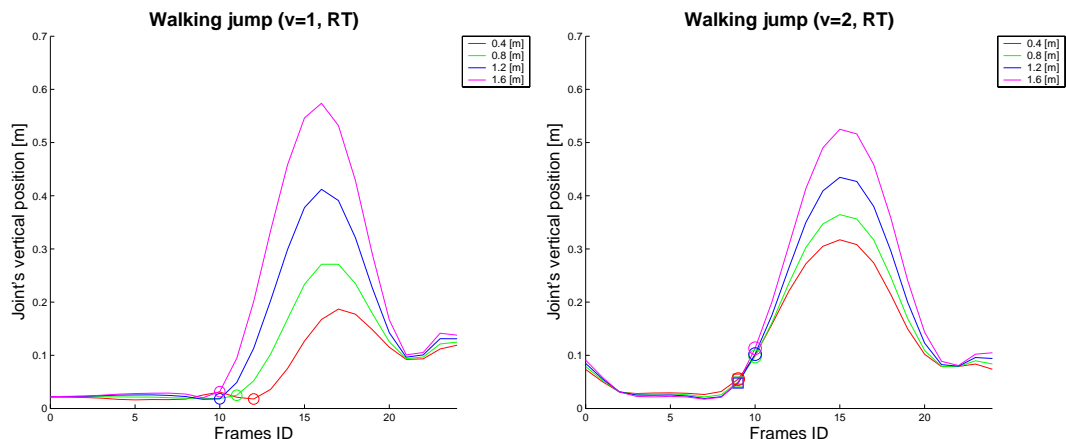 Walking jump (v=1, RT)
0.7
0.6
0.5
0.4
0.3
0.2
0.1
0
Joint's vertical position [m]
0.4 [m]
0.8 [m]
1.2 [m]
1.6 [m]
0 5 10 15 20
Frames ID
Walking jump (v=2, RT)
0.7
0.6
0.5
0.4
0.3
0.2
0.1
0
Joint's vertical position [m]
0.4 [m]
0.8 [m]
1.2 [m]
1.6 [m]
0 5 10 15 20
Frames ID